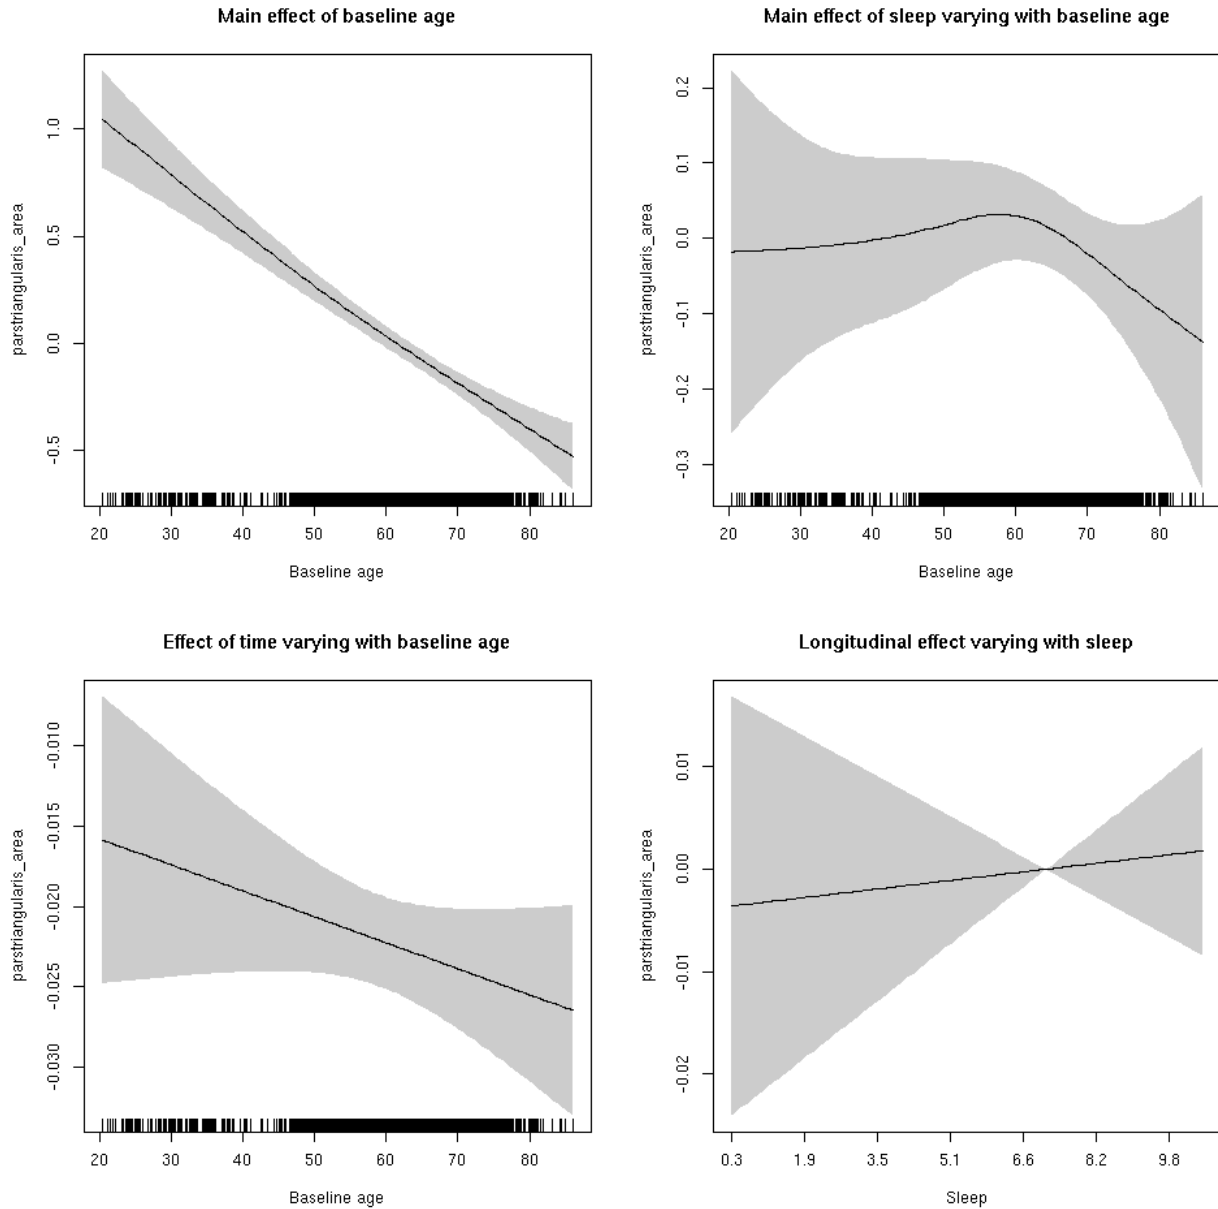 Main effect of baseline age
parstriangularis_area
1.0
0.5
0.0
-0.5
20 30 40 50 60 70 80
Baseline age
Main effect of sleep varying with baseline age
parstriangularis_area
0.2
0.1
0.0
-0.1
-0.2
-0.3
20 30 40 50 60 70 80
Baseline age
Effect of time varying with baseline age
parstriangularis_area
-0.010
-0.015
-0.020
-0.025
-0.030
20 30 40 50 60 70 80
Baseline age
Longitudinal effect varying with sleep
parstriangularis_area
0.01
0.00
-0.01
-0.02
0.3 1.9 3.5 5.1 6.6 8.2 9.8
Sleep